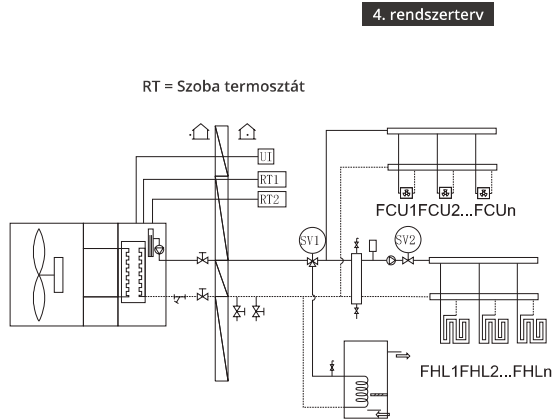 4. rendszerterv
RT = Szoba termosztát
UI
RT1
RT2
FCU1FCU2...FCUn
SV1
SV2
FHL1FHL2...FHLn